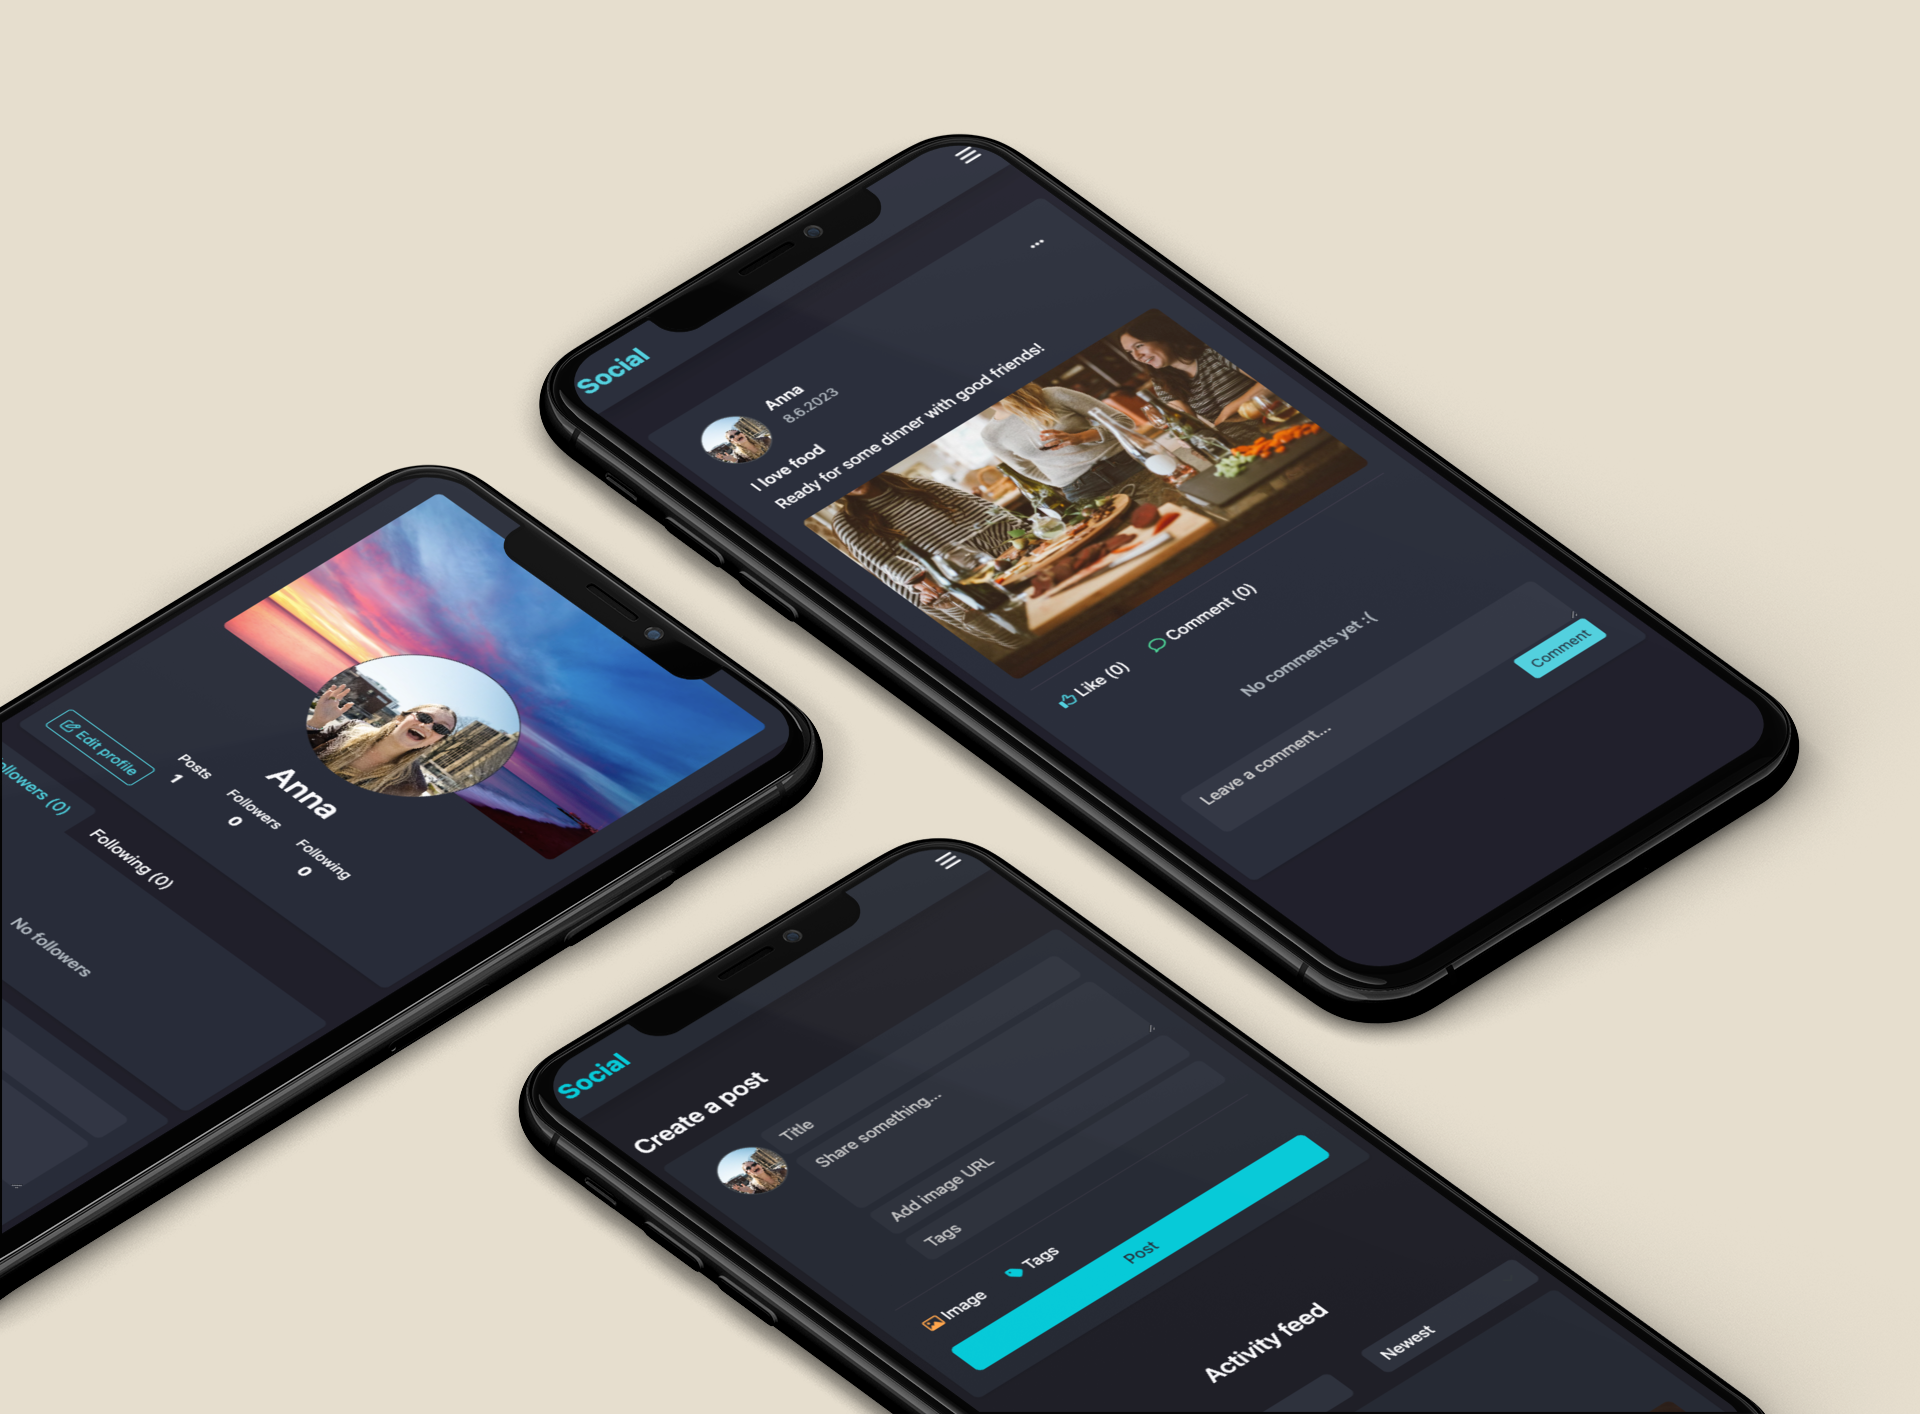 Social
Anna
8.6.2023
I love food
Ready for some dinner with good friends!
Like (0)
Comment (0)
No comments yet :(
Leave a comment...
Comment
Edit profile
Anna
Posts
1
Followers
0
Following
0
ollowers (0)
Following (0)
No followers
Social
Create a post
Title
Share something...
Add image URL
Tags
Image
Tags
Post
Activity feed
Newest